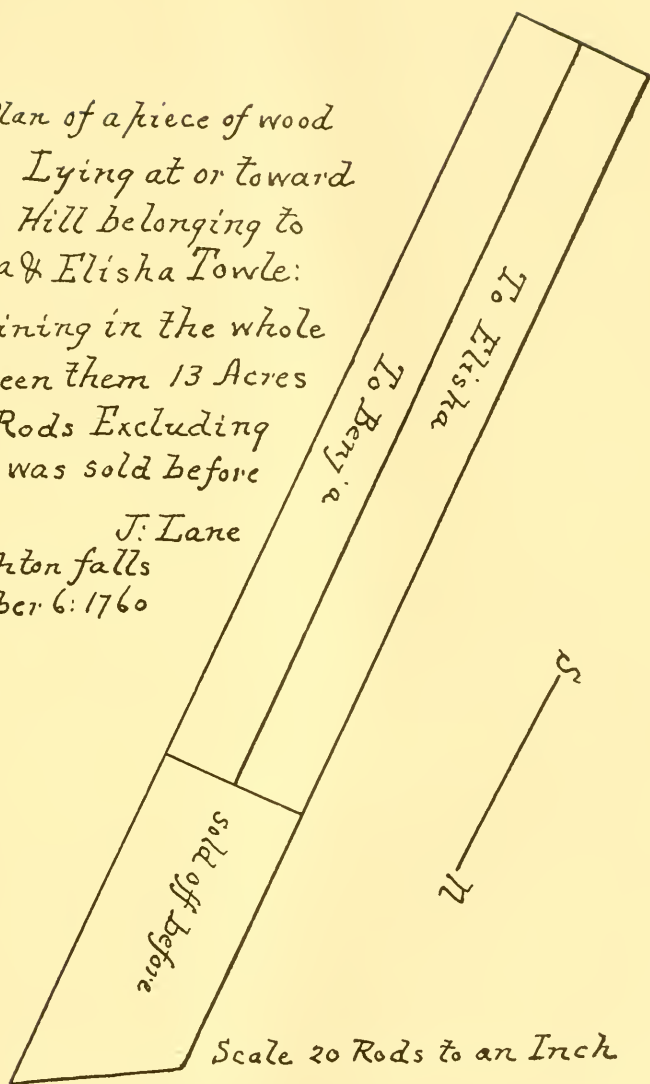 lan of a piece of wood
Lying at or toward
Hill belonging to
a & Elisha Towle:
ining in the whole
een them 13 Acres
Rods Excluding
was sold before
J: Lane
hton falls
ber 6: 1760
To Elisha
To Benj'a
S
n
Sold off before
Scale 20 Rods to an Inch